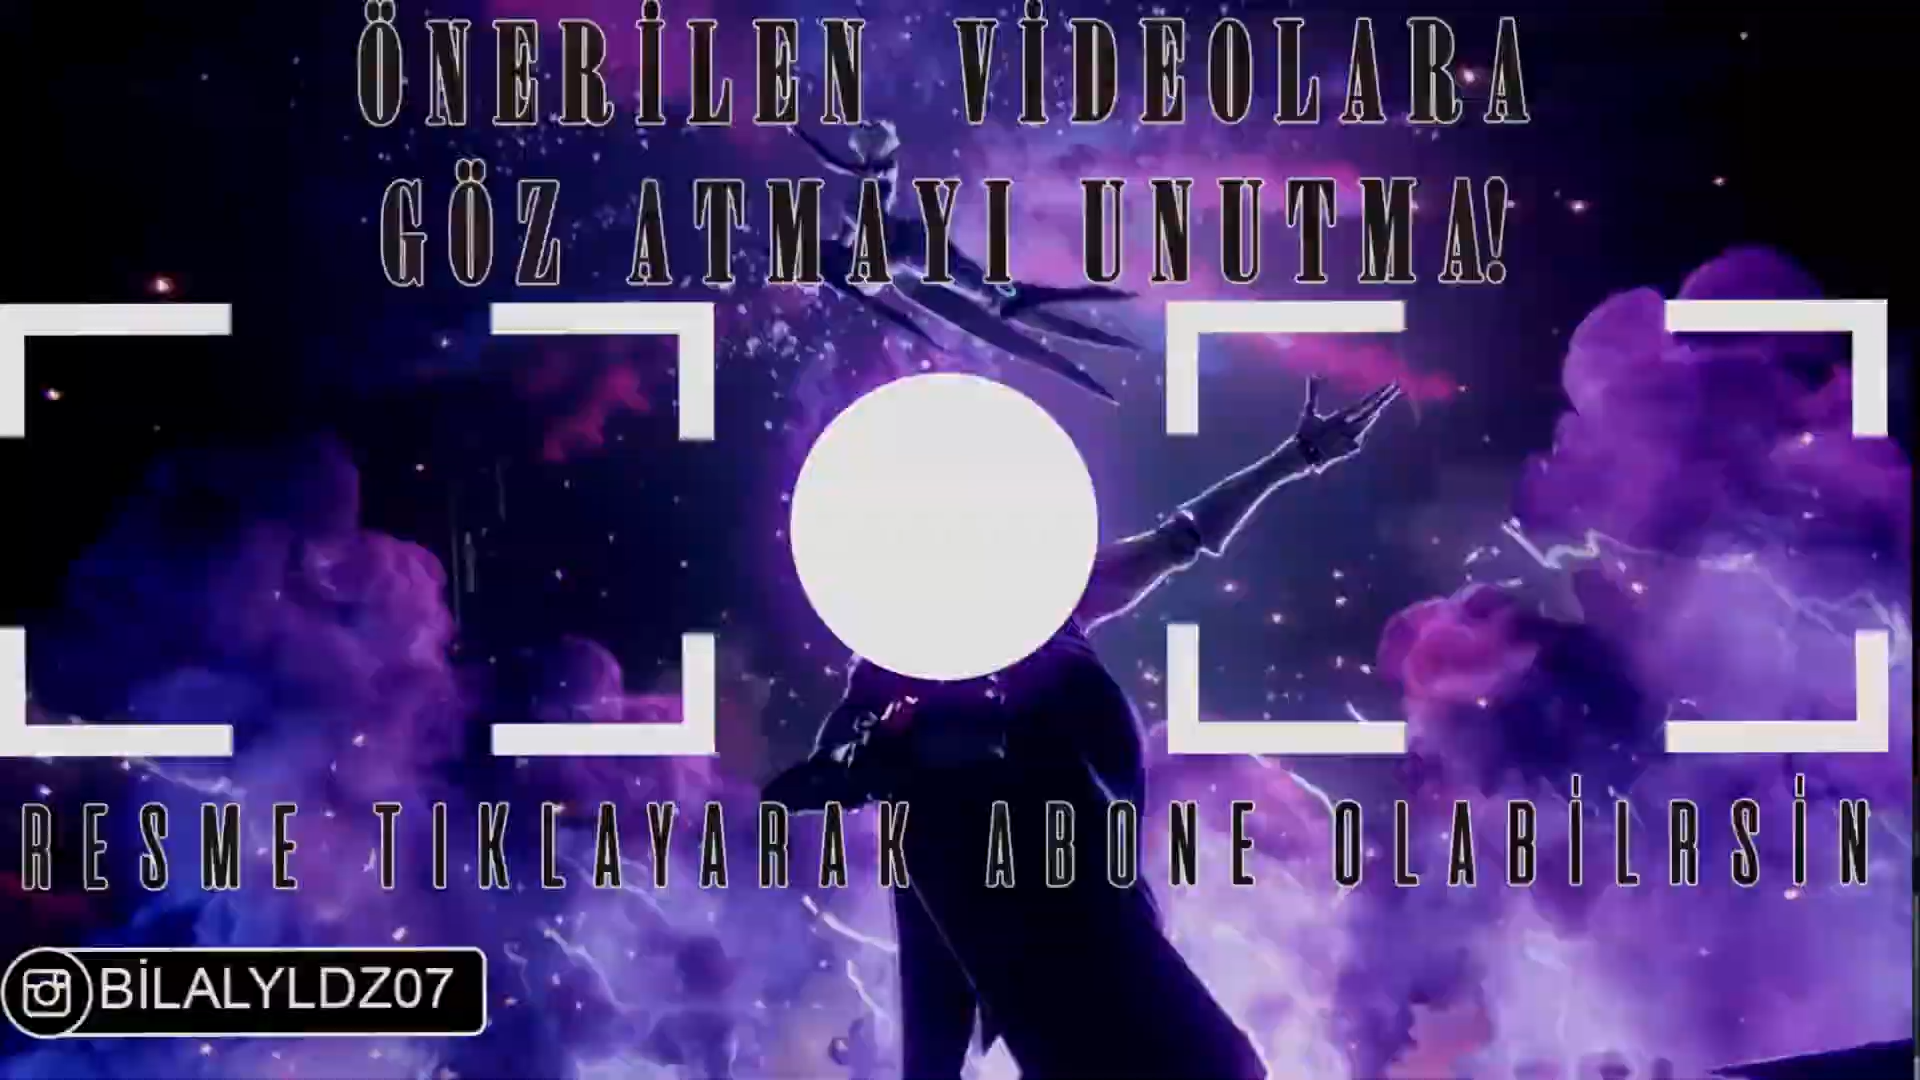 ÖNERİLEN VİDEOLARA
GÖZ ATMAYI UNUTMA!
RESME TIKLAYARAK ABONE OLABİLRSİN
BİLALYLDZ07